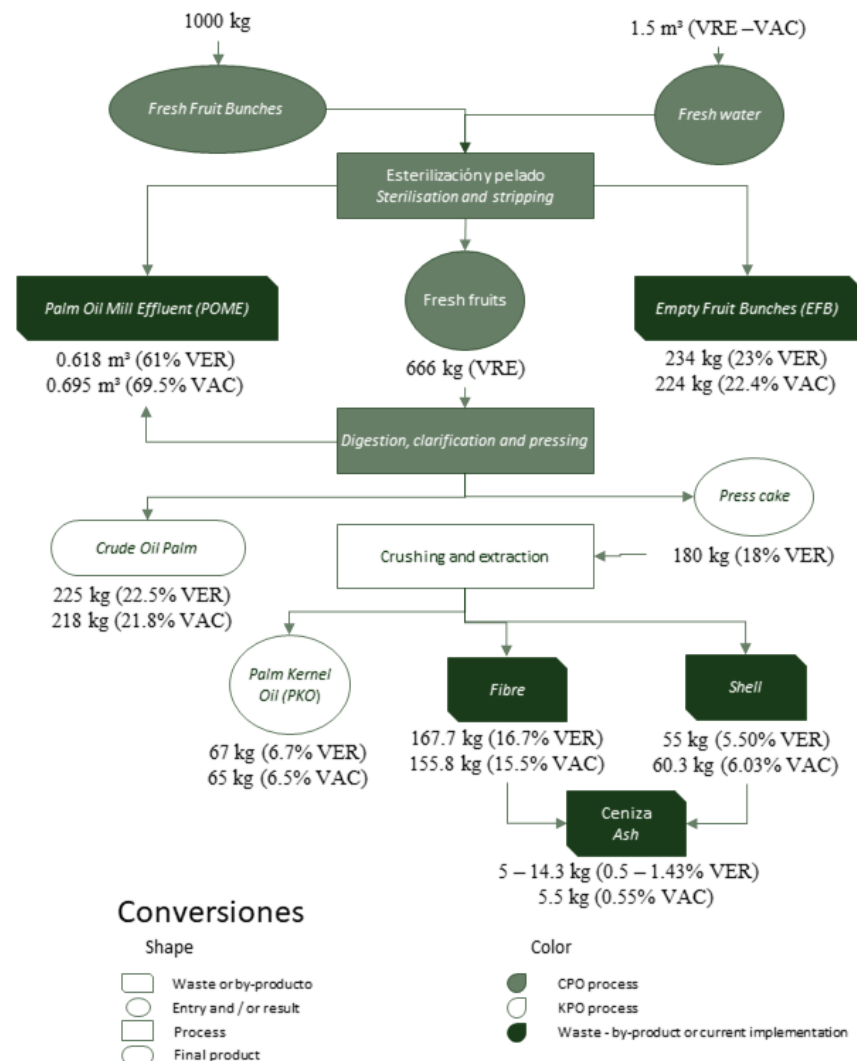 1000 kg
1.5 m³ (VRE –VAC)
Fresh Fruit Bunches
Fresh water
Esterilización y pelado
Sterilisation and stripping
Palm Oil Mill Effluent (POME)
Fresh fruits
Empty Fruit Bunches (EFB)
0.618 m³ (61% VER)
0.695 m³ (69.5% VAC)
666 kg (VRE)
234 kg (23% VER)
224 kg (22.4% VAC)
Digestion, clarification and pressing
Press cake
Crude Oil Palm
Crushing and extraction
180 kg (18% VER)
225 kg (22.5% VER)
218 kg (21.8% VAC)
Palm Kernel
Oil (PKO)
Fibre
Shell
67 kg (6.7% VER)
65 kg (6.5% VAC)
167.7 kg (16.7% VER)
155.8 kg (15.5% VAC)
55 kg (5.50% VER)
60.3 kg (6.03% VAC)
Ceniza
Ash
5 – 14.3 kg (0.5 – 1.43% VER)
5.5 kg (0.55% VAC)
Conversiones
Shape
Color
Waste or by-producto
CPO process
Entry and / or result
KPO process
Process
Waste - by-product or current implementation
Final product